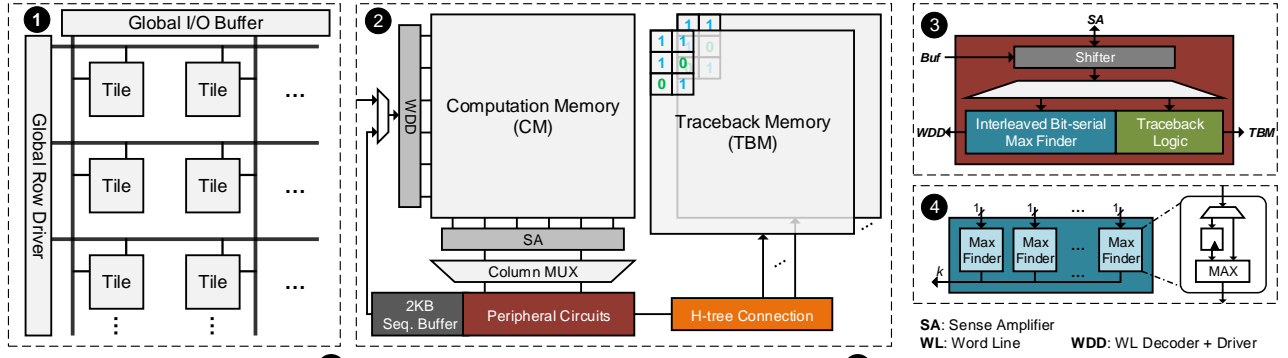 1
Global I/O Buffer
Global Row Driver
Tile
Tile
...
Tile
Tile
...
Tile
Tile
...
2
WDD
Computation Memory
(CM)
1 1
0
1
1 1
1 0
0 1
Traceback Memory
(TBM)
SA
Column MUX
2KB
Seq. Buffer
Peripheral Circuits
H-tree Connection
...
...
3
SA
Buf
Shifter
WDD
Interleaved Bit-serial
Max Finder
Traceback
Logic
TBM
4
1 1 ... 1
Max
Finder
Max
Finder
...
Max
Finder
...
k
MAX
SA: Sense Amplifier
WL: Word Line
WDD: WL Decoder + Driver